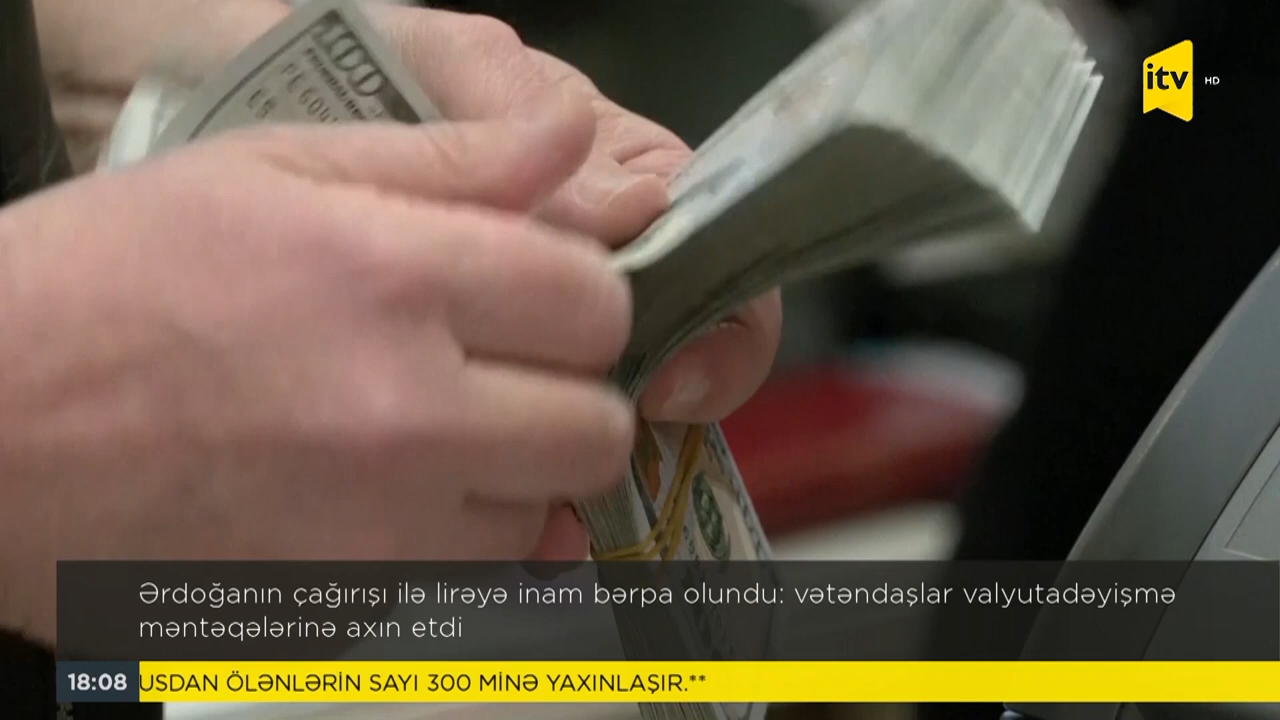 100
itv HD
Ərdoğanın çağırışı ilə lirəyə inam bərpa olundu: vətəndaşlar valyutadəyişmə
məntəqələrinə axın etdi
18:08 USDAN ÖLƏNLƏRİN SAYI 300 MİNƏ YAXINLAŞIR.**